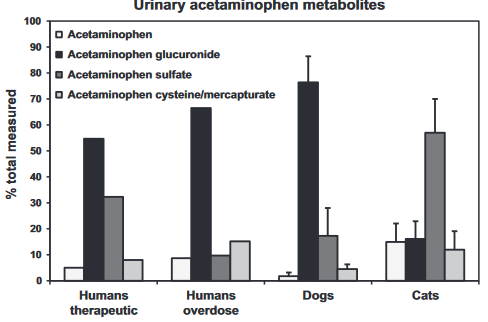 Urinary acetaminophen metabolites
Acetaminophen
Acetaminophen glucuronide
Acetaminophen sulfate
Acetaminophen cysteine/mercapturate
% total measured
100
90
80
70
60
50
40
30
20
10
0
Humans therapeutic
Humans overdose
Dogs
Cats